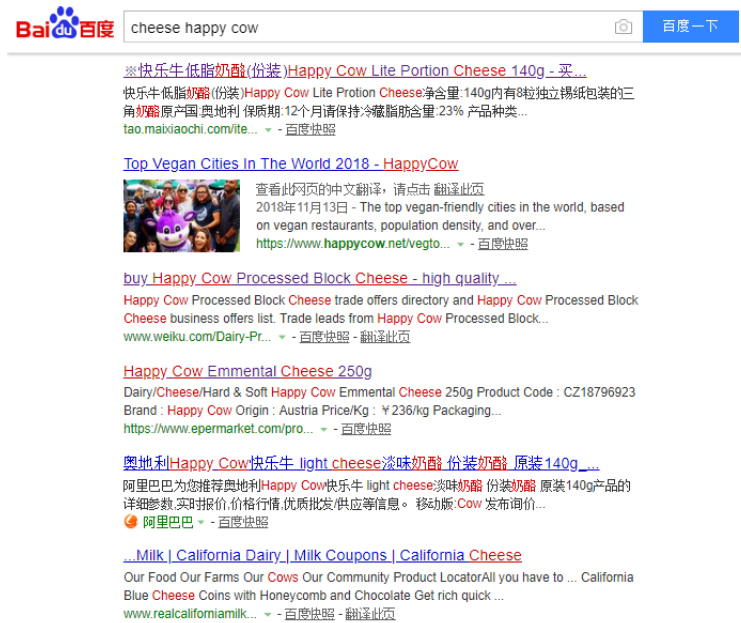 Bai du 百度
cheese happy cow
百度一下
※快乐牛低脂奶酪(份装)Happy Cow Lite Portion Cheese 140g - 买...
快乐牛低脂奶酪(份装)Happy Cow Lite Protion Cheese净含量:140g内有8粒独立锡纸包装的三
角奶酪原产国:奥地利 保质期:12个月请保持冷藏脂肪含量:23% 产品种类...
tao.maixiaochi.com/ite... - 百度快照
Top Vegan Cities In The World 2018 - HappyCow
查看此网页的中文翻译，请点击 翻译此页
2018年11月13日 - The top vegan-friendly cities in the world, based
on vegan restaurants, population density, and over...
https://www.happycow.net/vegto... - 百度快照
buy Happy Cow Processed Block Cheese - high quality ...
Happy Cow Processed Block Cheese trade offers directory and Happy Cow Processed Block
Cheese business offers list. Trade leads from Happy Cow Processed Block...
www.weiku.com/Dairy-Pr... - 百度快照 - 翻译此页
Happy Cow Emmental Cheese 250g
Dairy/Cheese/Hard & Soft Happy Cow Emmental Cheese 250g Product Code : CZ18796923
Brand : Happy Cow Origin : Austria Price/Kg : ￥236/kg Packaging...
https://www.epermarket.com/pro... - 百度快照
奥地利Happy Cow快乐牛 light cheese淡味奶酪 份装奶酪 原装140g_...
阿里巴巴为您推荐奥地利Happy Cow快乐牛 light cheese淡味奶酪 份装奶酪 原装140g产品的
详细参数,实时报价,价格行情,优质批发/供应等信息。 移动版:Cow 发布询价...
阿里巴巴 - 百度快照
...Milk | California Dairy | Milk Coupons | California Cheese
Our Food Our Farms Our Cows Our Community Product LocatorAll you have to ... California
Blue Cheese Coins with Honeycomb and Chocolate Get rich quick ...
www.realcaliforniamilk... - 百度快照 - 翻译此页